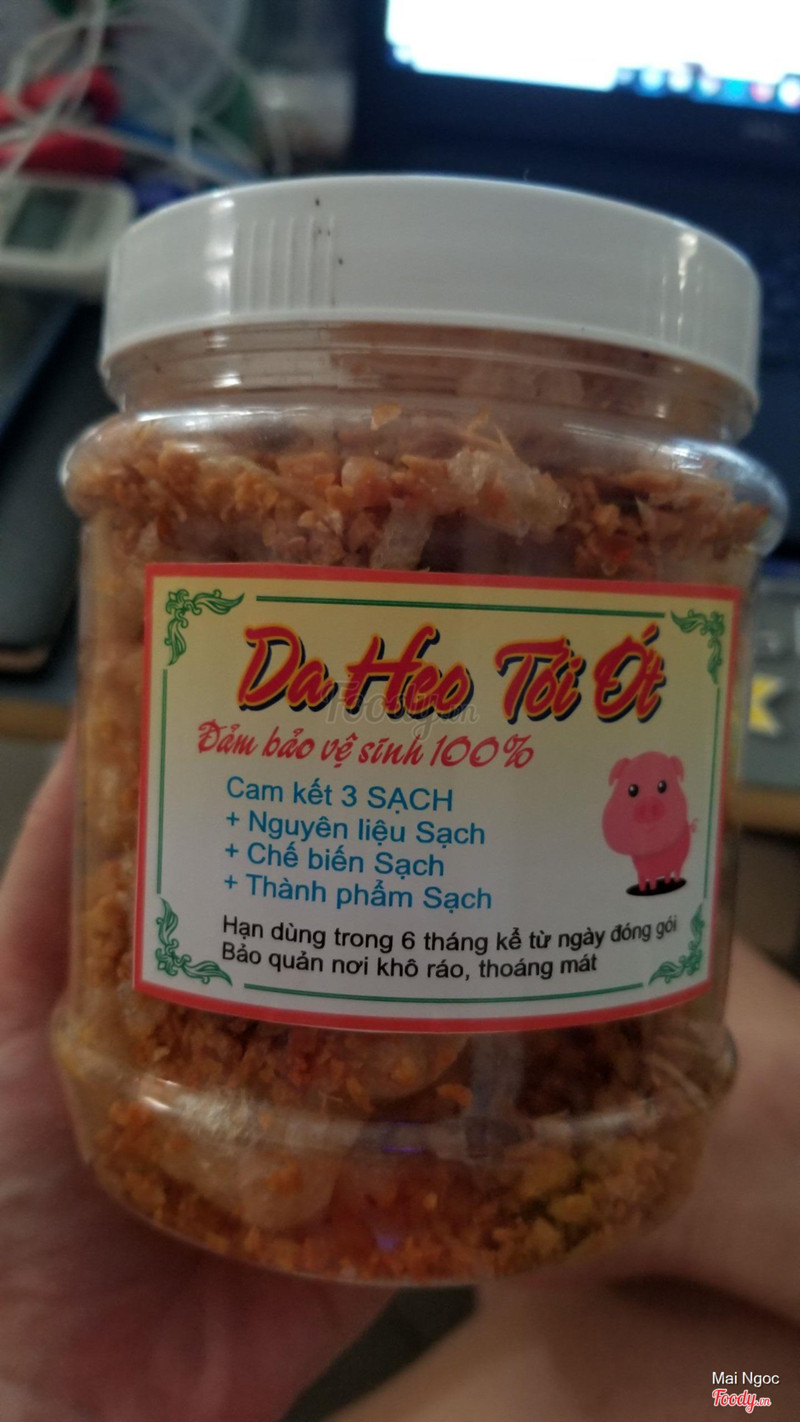 Da Heo Tỏi Ớt
Đảm bảo vệ sinh 100%
Cam kết 3 SẠCH
+ Nguyên liệu Sạch
+ Chế biến Sạch
+ Thành phẩm Sạch
Hạn dùng trong 6 tháng kể từ ngày đóng gói
Bảo quản nơi khô ráo, thoáng mát
Foody.vn
Mai Ngoc
Foody.vn